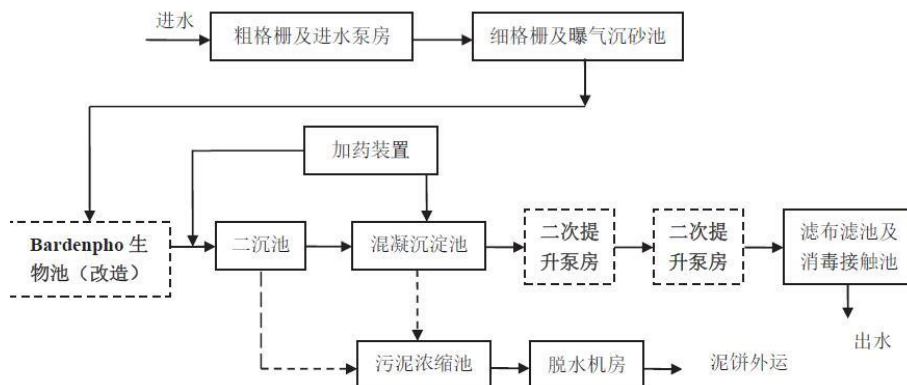 进水
粗格栅及进水泵房
细格栅及曝气沉砂池
加药装置
Bardenpho 生
物池（改造）
二沉池
混凝沉淀池
二次提
升泵房
二次提
升泵房
滤布滤池及
消毒接触池
出水
污泥浓缩池
脱水机房
泥饼外运